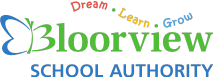 Dream · Learn · Grow
Bloorview
SCHOOL AUTHORITY